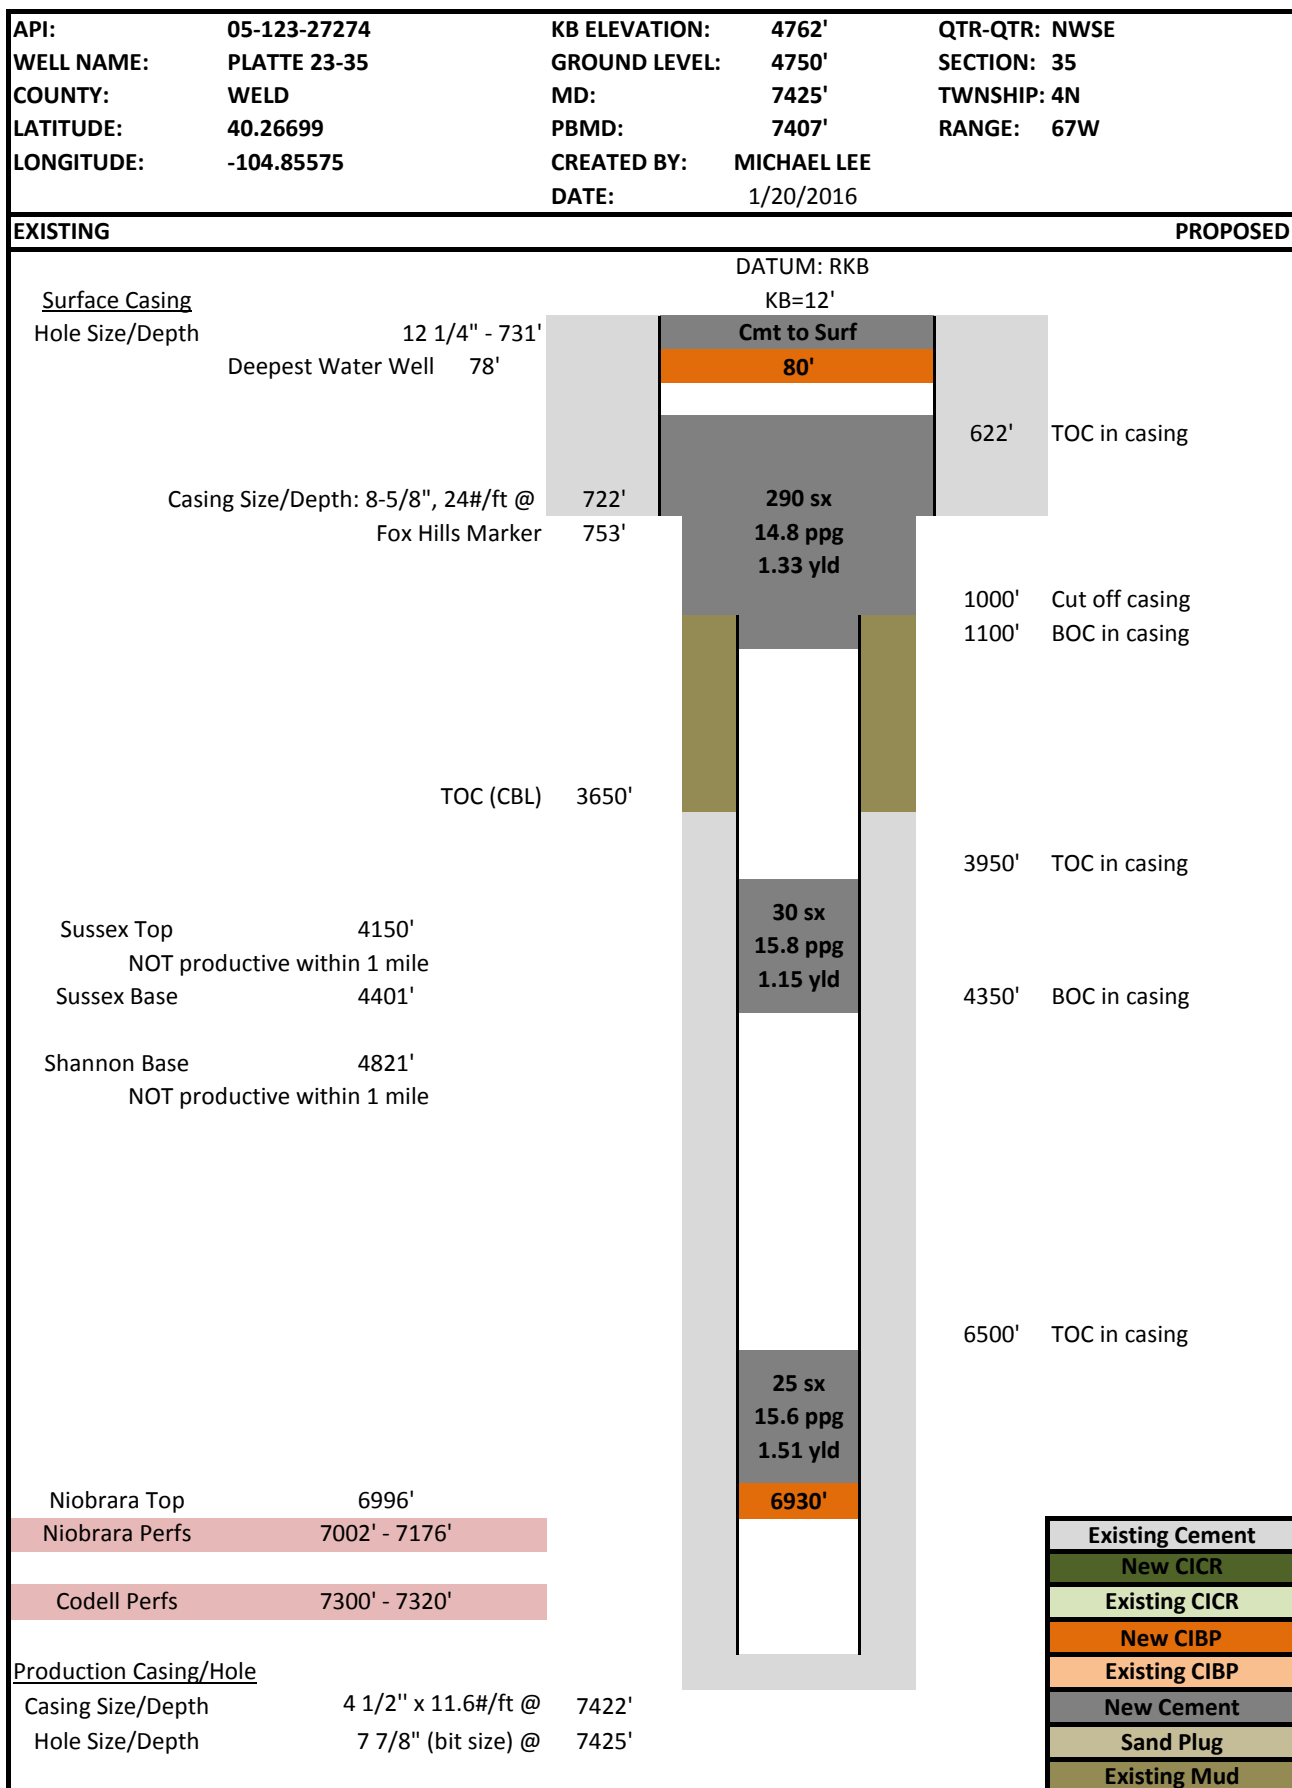 API: 05-123-27274 KB ELEVATION: 4762' QTR-QTR: NWSE
WELL NAME: PLATTE 23-35 GROUND LEVEL: 4750' SECTION: 35
COUNTY: WELD MD: 7425' TWNSHIP: 4N
LATITUDE: 40.26699 PBMD: 7407' RANGE: 67W
LONGITUDE: -104.85575 CREATED BY: MICHAEL LEE
DATE: 1/20/2016
EXISTING PROPOSED
DATUM: RKB
Surface Casing KB=12'
Hole Size/Depth 12 1/4" - 731' Cmt to Surf
Deepest Water Well 78' 80'
622' TOC in casing
Casing Size/Depth: 8-5/8", 24#/ft @ 722' 290 sx
Fox Hills Marker 753' 14.8 ppg
1.33 yld
1000' Cut off casing
1100' BOC in casing
TOC (CBL) 3650'
3950' TOC in casing
30 sx
Sussex Top 4150' 15.8 ppg
NOT productive within 1 mile
1.15 yld
Sussex Base 4401' 4350' BOC in casing
Shannon Base 4821'
NOT productive within 1 mile
6500' TOC in casing
25 sx
15.6 ppg
1.51 yld
Niobrara Top 6996' 6930'
Niobrara Perfs 7002' - 7176' Existing Cement
New CICR
Codell Perfs 7300' - 7320' Existing CICR
New CIBP
Production Casing/Hole Existing CIBP
Casing Size/Depth 4 1/2'' x 11.6#/ft @ 7422' New Cement
Hole Size/Depth 7 7/8" (bit size) @ 7425' Sand Plug
Existing Mud